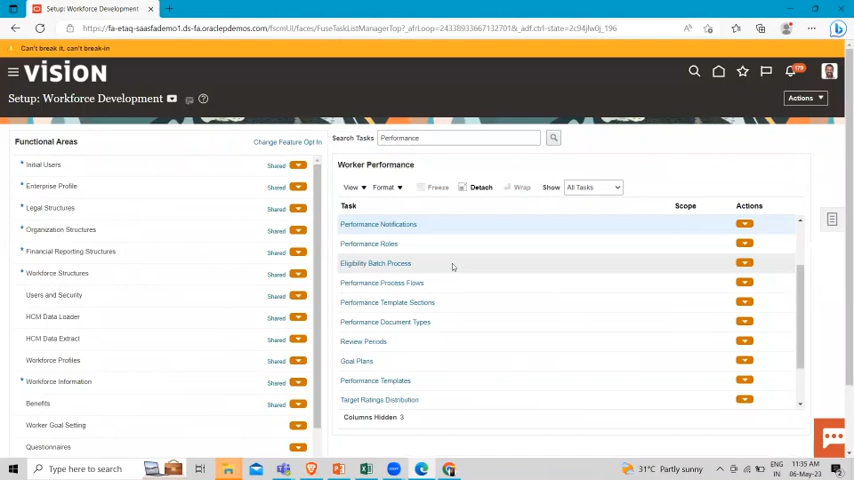 Setup: Workforce Development
https://fa-etaq-saasfademo1.ds-fa.oraclepdemos.com/fscmUI/faces/FuseTaskListManagerTop?_afrLoop=2433893366713270​1&_adf.ctrl-state=2c94jlw0j_196
Can't break it, can't break-in
VISION
178
Setup: Workforce Development
Actions
Functional Areas
Change Feature Opt In
Search Tasks Performance
Initial Users Shared
Enterprise Profile Shared
Legal Structures Shared
Organization Structures Shared
Financial Reporting Structures Shared
Workforce Structures Shared
Users and Security Shared
HCM Data Loader Shared
HCM Data Extract Shared
Workforce Profiles Shared
Workforce Information Shared
Benefits Shared
Worker Goal Setting
Questionnaires
Worker Performance
View Format Freeze Detach Wrap Show All Tasks
Task Scope Actions
Performance Notifications
Performance Roles
Eligibility Batch Process
Performance Process Flows
Performance Template Sections
Performance Document Types
Review Periods
Goal Plans
Performance Templates
Target Ratings Distribution
Columns Hidden 3
Type here to search
31°C Partly sunny
ENG
IN
11:35 AM
06-May-23
2